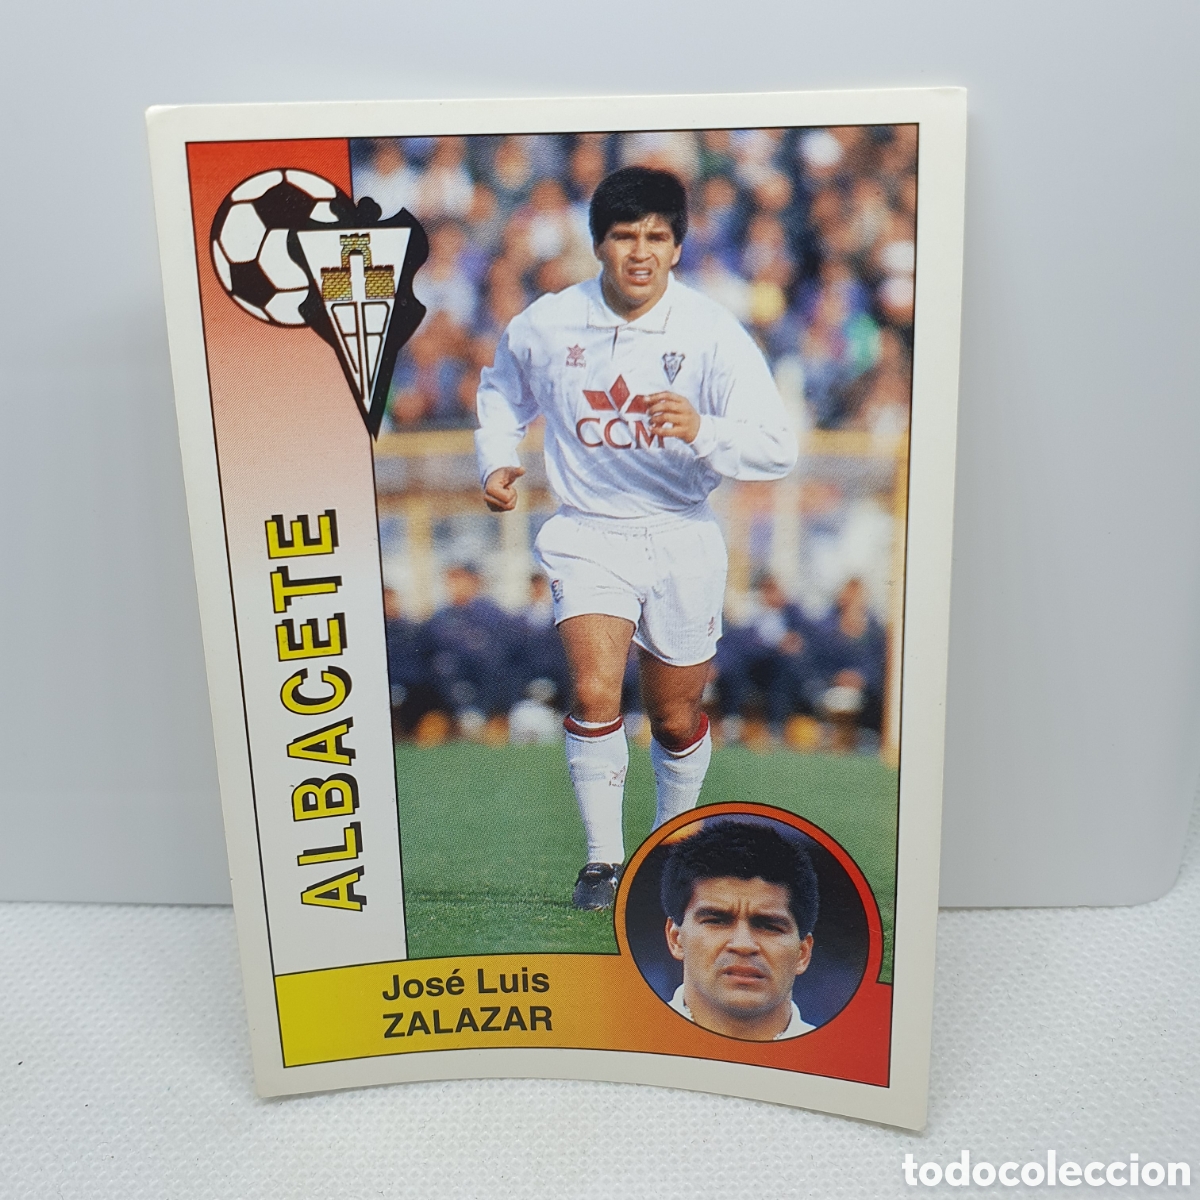 ALBACETE
CCM
José Luis
ZALAZAR
todocoleccion